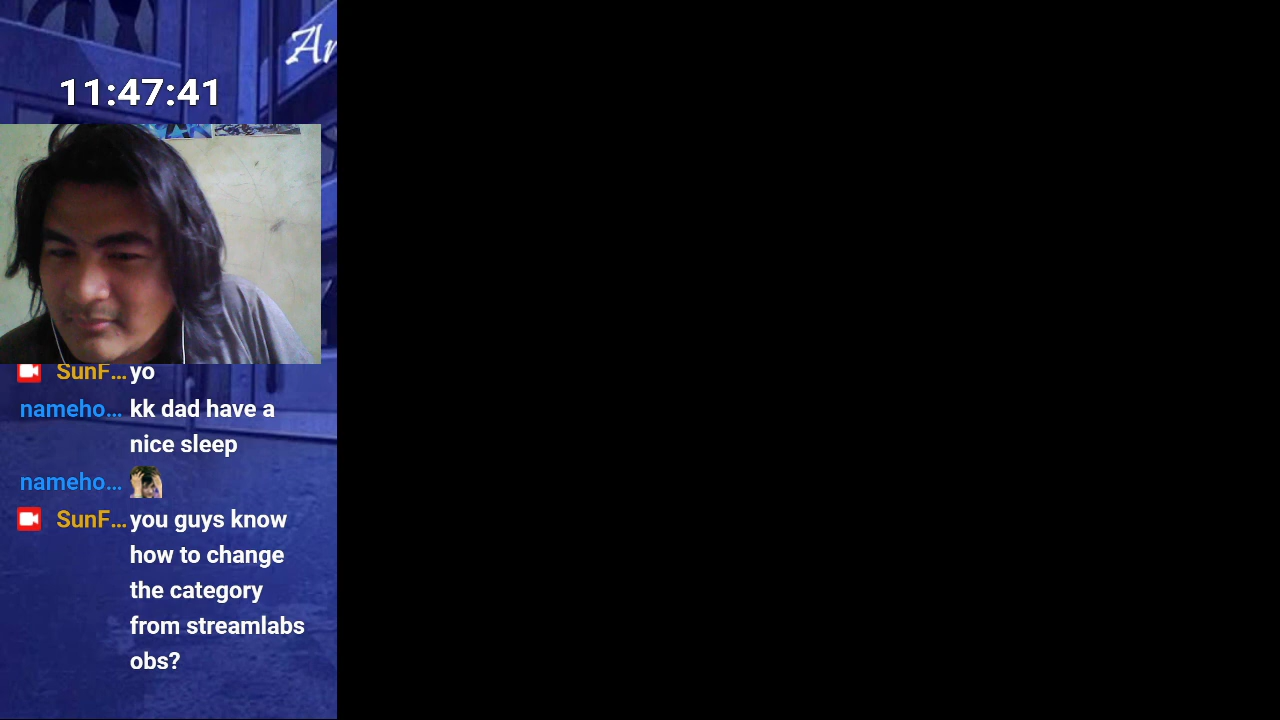 Ar
11:47:41
SunF... yo
nameho... kk dad have a
nice sleep
nameho...
SunF... you guys know
how to change
the category
from streamlabs
obs?